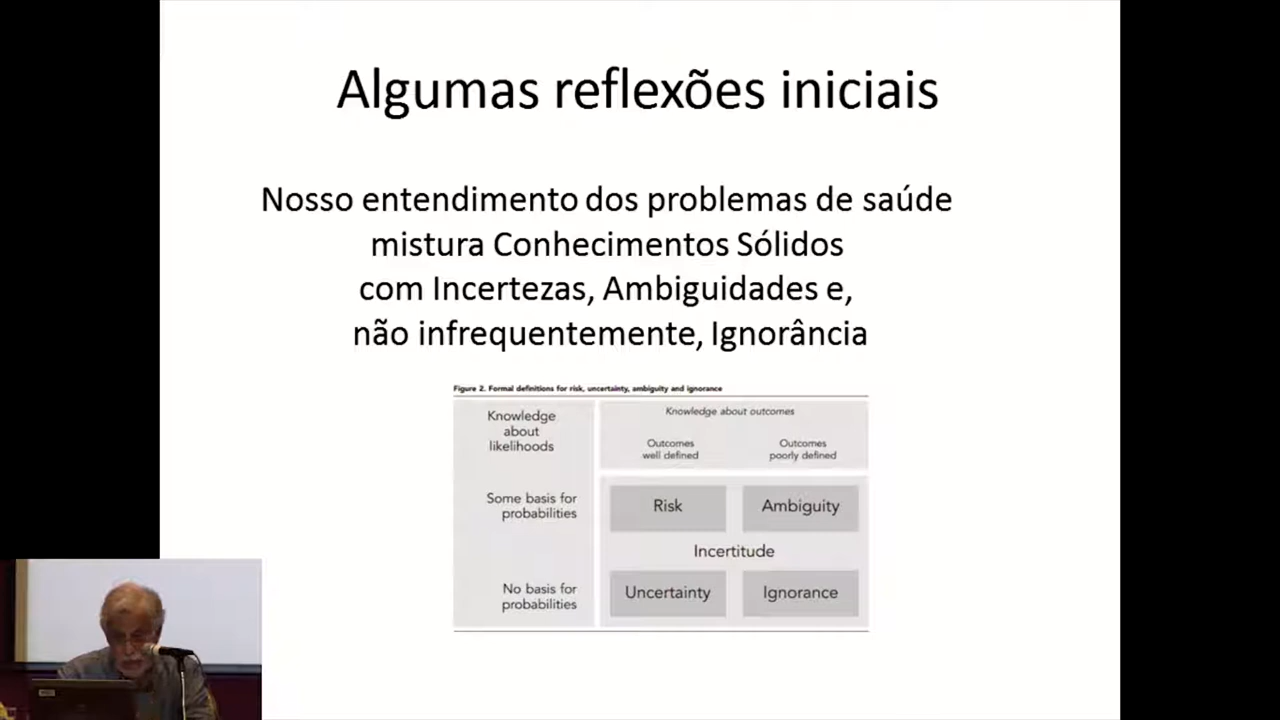 Algumas reflexões iniciais
Nosso entendimento dos problemas de saúde
mistura Conhecimentos Sólidos
com Incertezas, Ambiguidades e,
não infrequentemente, Ignorância
Figure 2. Formal definitions for risk, uncertainty, ambiguity and ignorance
Knowledge
about
likelihoods
Knowledge about outcomes
Outcomes
well defined
Outcomes
poorly defined
Some basis for
probabilities
Risk
Ambiguity
Incertitude
No basis for
probabilities
Uncertainty
Ignorance